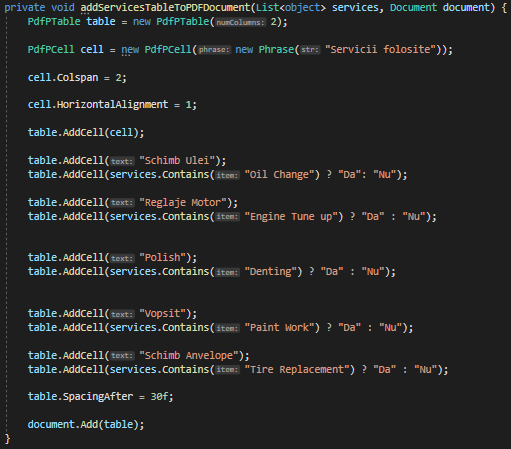 private void addServicesTableToPDFDocument(List<object> services, Document document) {
PdfPTable table = new PdfPTable(numColumns: 2);
PdfPCell cell = new PdfPCell(phrase: new Phrase(str: "Servicii folosite"));
cell.Colspan = 2;
cell.HorizontalAlignment = 1;
table.AddCell(cell);
table.AddCell(text: "Schimb Ulei");
table.AddCell(services.Contains(item: "Oil Change") ? "Da": "Nu");
table.AddCell(text: "Reglaje Motor");
table.AddCell(services.Contains(item: "Engine Tune up") ? "Da" : "Nu");
table.AddCell(text: "Polish");
table.AddCell(services.Contains(item: "Denting") ? "Da" : "Nu");
table.AddCell(text: "Vopsit");
table.AddCell(services.Contains(item: "Paint Work") ? "Da" : "Nu");
table.AddCell(text: "Schimb Anvelope");
table.AddCell(services.Contains(item: "Tire Replacement") ? "Da" : "Nu");
table.SpacingAfter = 30f;
document.Add(table);
}